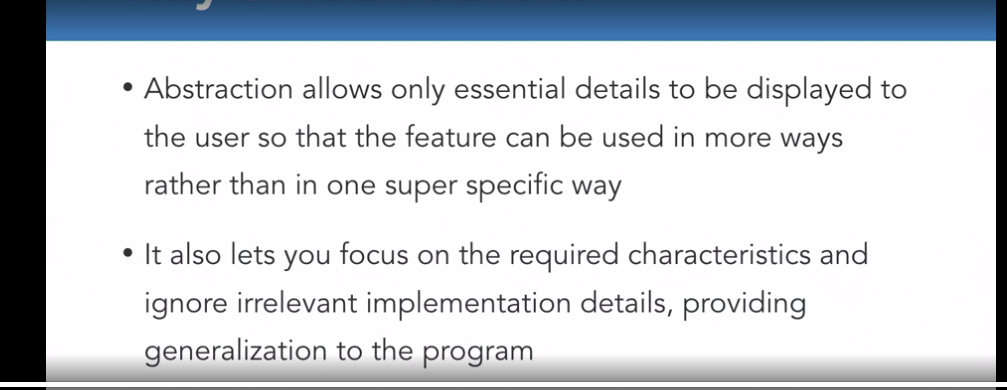 • Abstraction allows only essential details to be displayed to
the user so that the feature can be used in more ways
rather than in one super specific way
• It also lets you focus on the required characteristics and
ignore irrelevant implementation details, providing
generalization to the program